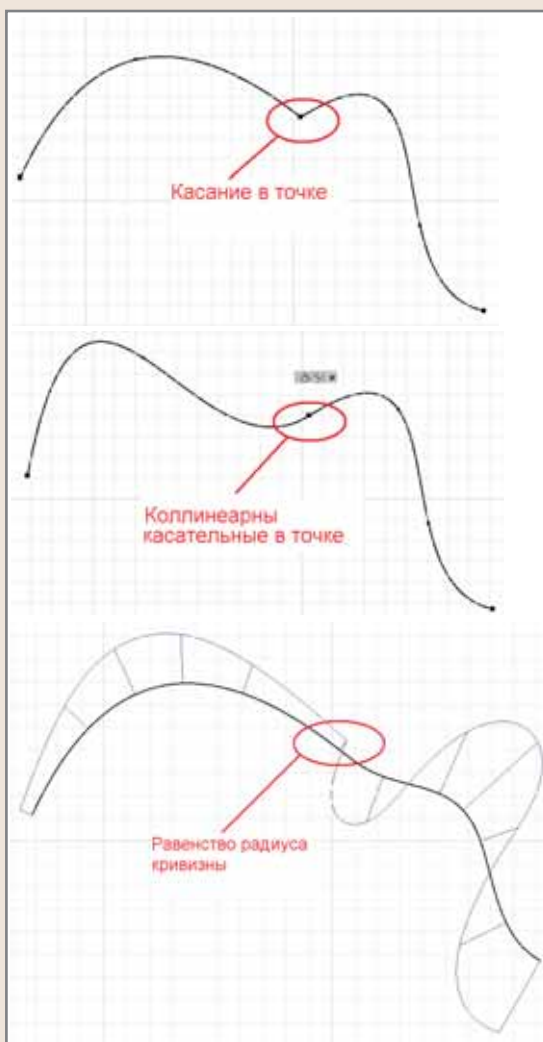 Касание в точке
Коллинеарны
касательные в точке
Равенство радиуса
кривизны